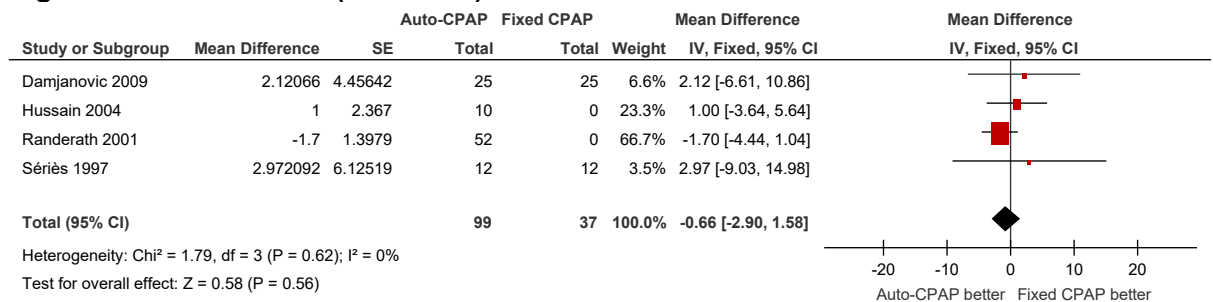 Auto-CPAP Fixed CPAP Mean Difference Mean Difference
Study or Subgroup Mean Difference SE Total Total Weight IV, Fixed, 95% CI IV, Fixed, 95% CI
Damjanovic 2009 2.12066 4.45642 25 25 6.6% 2.12 [-6.61, 10.86]
Hussain 2004 1 2.367 10 0 23.3% 1.00 [-3.64, 5.64]
Randerath 2001 -1.7 1.3979 52 0 66.7% -1.70 [-4.44, 1.04]
Sériès 1997 2.972092 6.12519 12 12 3.5% 2.97 [-9.03, 14.98]
Total (95% CI) 99 37 100.0% -0.66 [-2.90, 1.58]
Heterogeneity: Chi² = 1.79, df = 3 (P = 0.62); I² = 0%
Test for overall effect: Z = 0.58 (P = 0.56)
-20 -10 0 10 20
Auto-CPAP better Fixed CPAP better